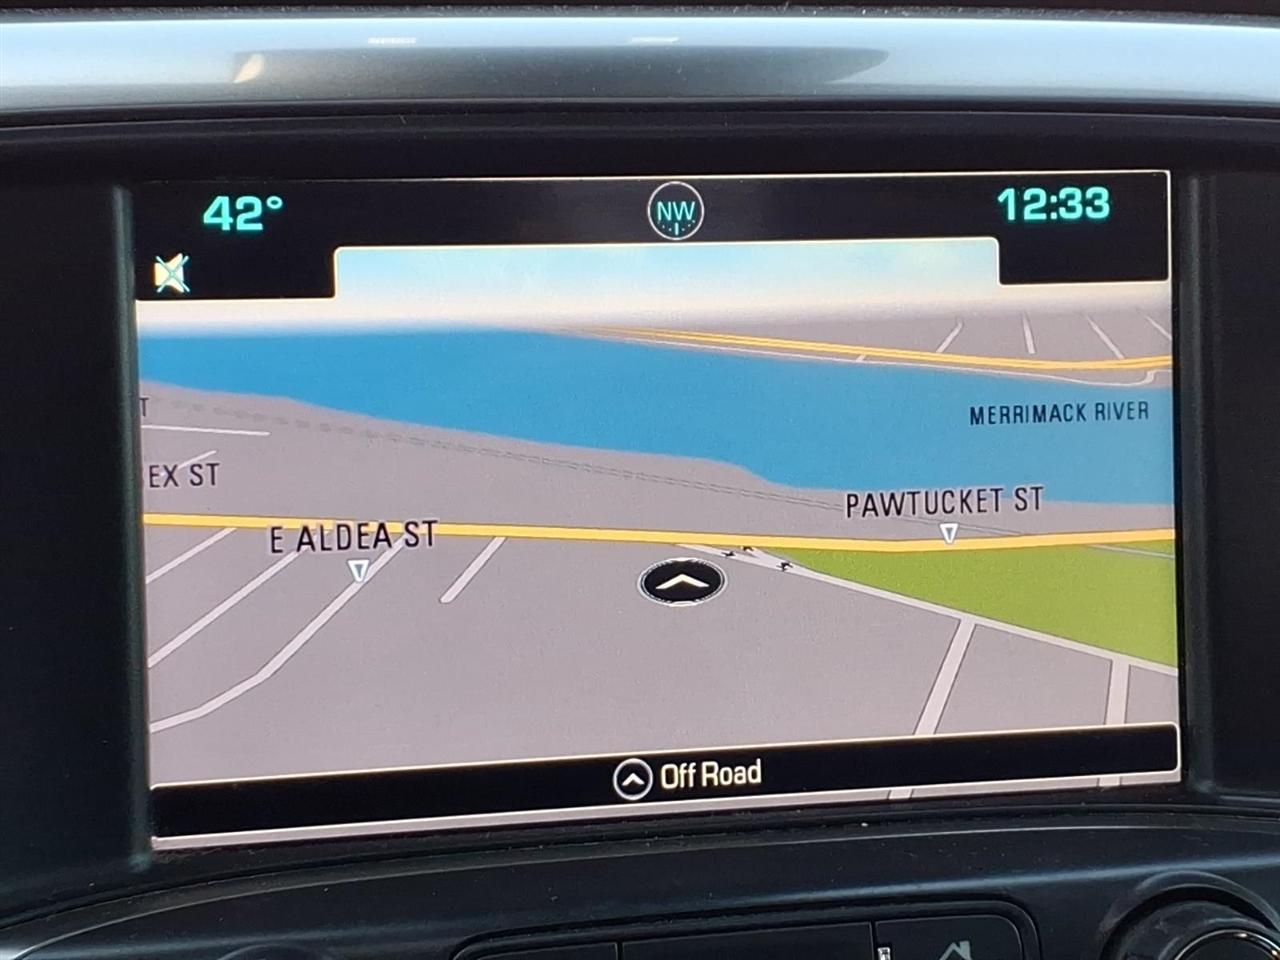 42°
NW
12:33
MERRIMACK RIVER
EX ST
PAWTUCKET ST
E ALDEA ST
Off Road